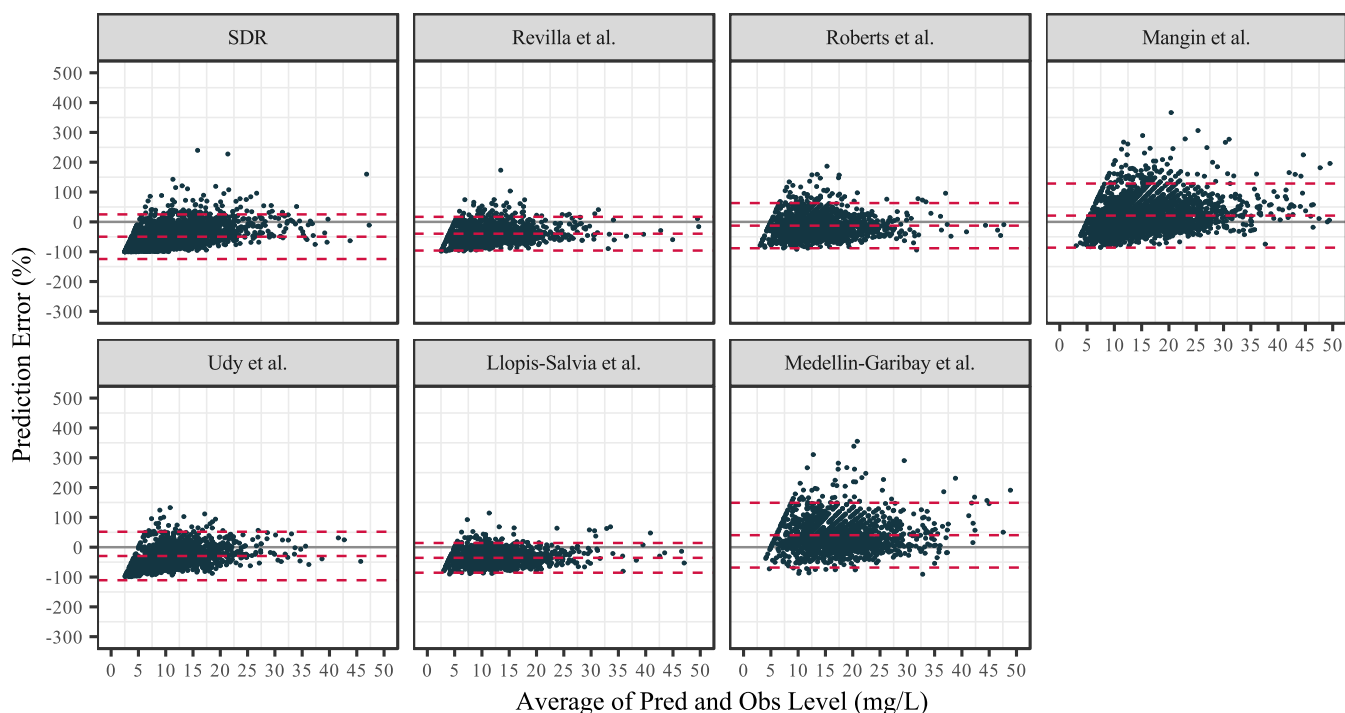 SDR
Revilla et al.
Roberts et al.
Mangin et al.
500
400
300
200
100
0
-100
-200
-300
0 5 10 15 20 25 30 35 40 45 50
Udy et al.
Llopis-Salvia et al.
Medellin-Garibay et al.
500
400
300
200
100
0
-100
-200
-300
0 5 10 15 20 25 30 35 40 45 50
0 5 10 15 20 25 30 35 40 45 50
0 5 10 15 20 25 30 35 40 45 50
Prediction Error (%)
Average of Pred and Obs Level (mg/L)